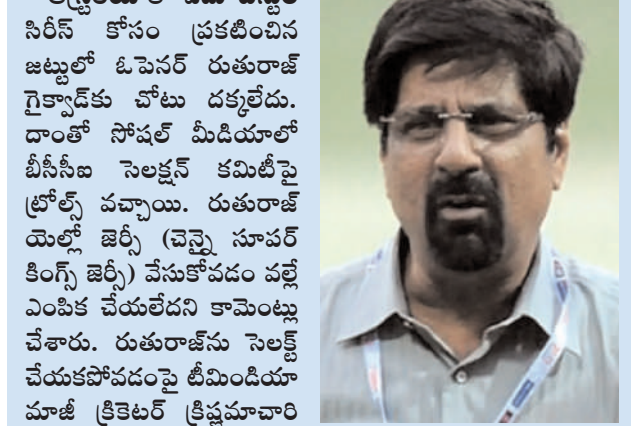 సిరీస్ కోసం ప్రకటించిన
జట్టులో ఓపెనర్ రుతురాజ్
గైక్వాడ్‌కు చోటు దక్కలేదు.
దాంతో సోషల్ మీడియాలో
బీసీసీఐ సెలక్షన్ కమిటీపై
ట్రోల్స్ వచ్చాయి. రుతురాజ్
యెల్లో జెర్సీ (చెన్నై సూపర్
కింగ్స్ జెర్సీ) వేసుకోవడం వల్లే
ఎంపిక చేయలేదని కామెంట్లు
చేశారు. రుతురాజ్‌ను సెలక్ట్
చేయకపోవడంపై టీమిండియా
మాజీ క్రికెటర్ క్రిష్ణమాచారి